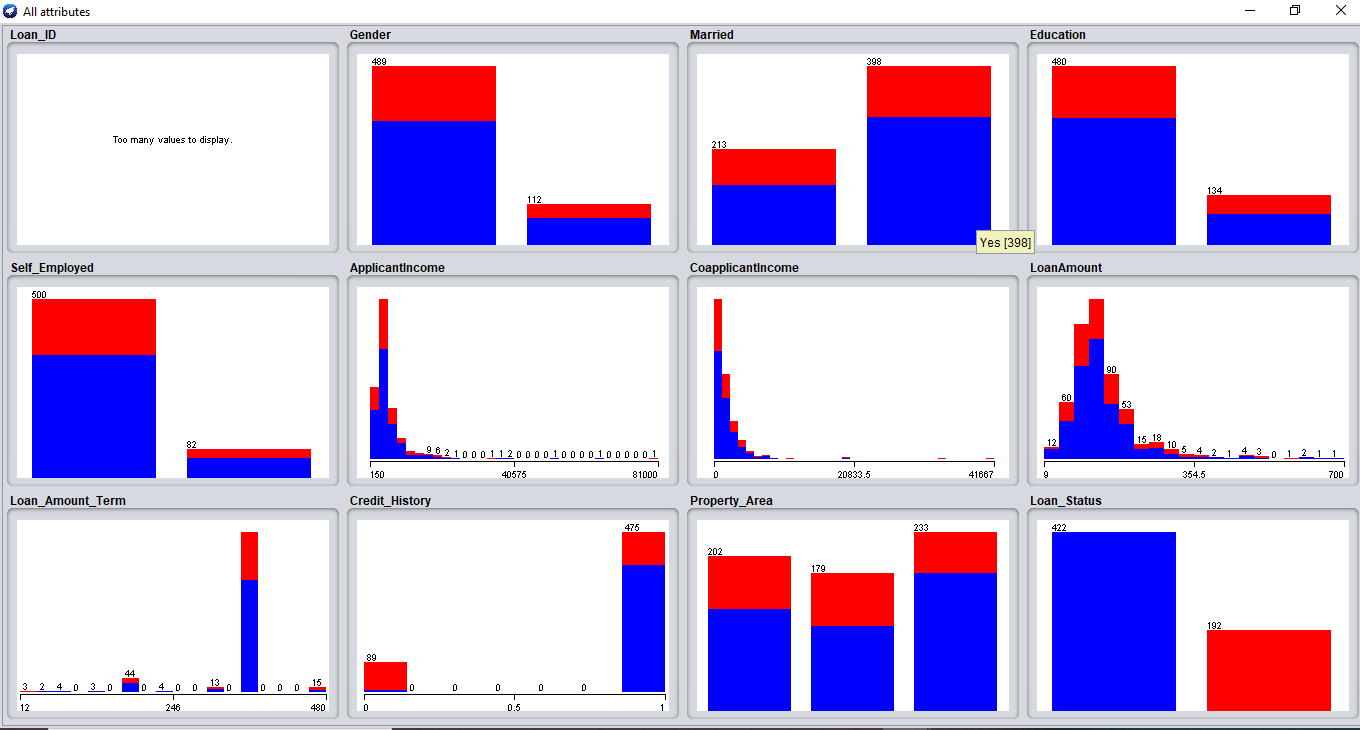 All attributes
Loan_ID
Too many values to display.
Gender
489
112
Married
213
398
Yes [398]
Education
480
134
Self_Employed
500
82
ApplicantIncome
9 6 2 1 0 0 0 1 1 2 0 0 0 0 1 0 0 0 0 1 0 0 0 0 0 1
150 40575 81000
CoapplicantIncome
0 20833.5 41667
LoanAmount
12 60 90 53 15 18 10 5 4 2 1 4 3 0 1 2 1 1
9 354.5 700
Loan_Amount_Term
3 2 4 0 3 0 44 0 4 0 0 13 0 0 0 0 15
12 246 480
Credit_History
89 0 0 0 0 0 475
0 0.5 1
Property_Area
202
179
233
Loan_Status
422
192